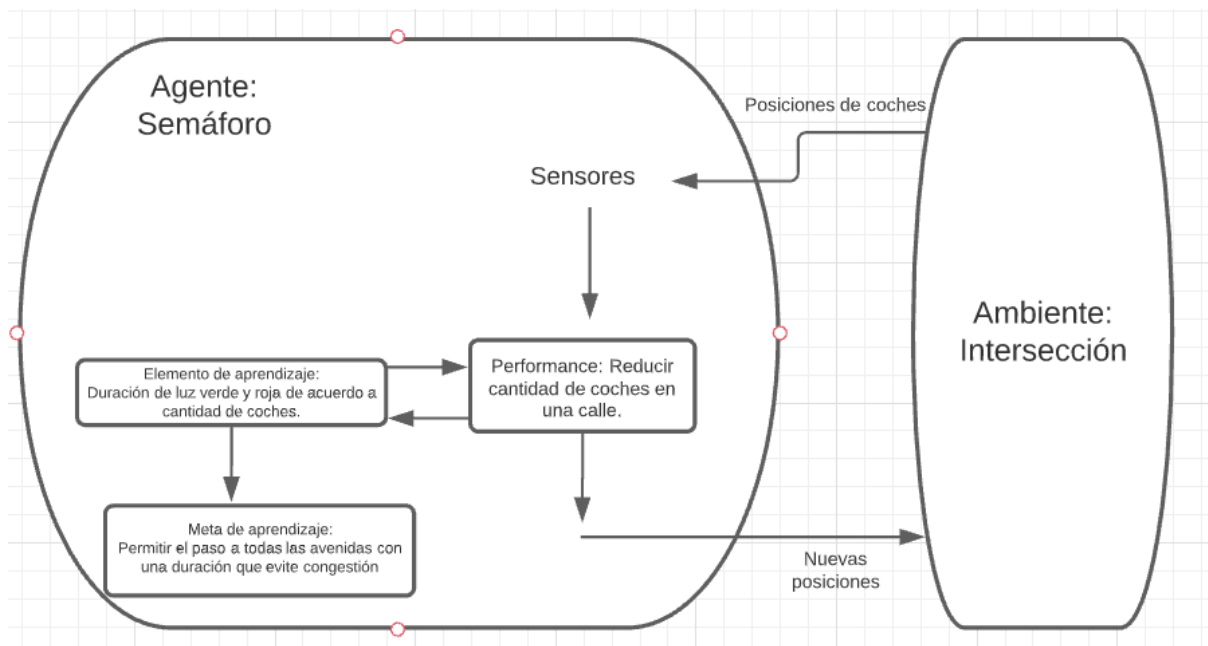 Agente:
Semáforo
Posiciones de coches
Sensores
Ambiente:
Intersección
Elemento de aprendizaje:
Duración de luz verde y roja de acuerdo a
cantidad de coches.
Performance: Reducir
cantidad de coches en
una calle.
Meta de aprendizaje:
Permitir el paso a todas las avenidas con
una duración que evite congestión
Nuevas
posiciones